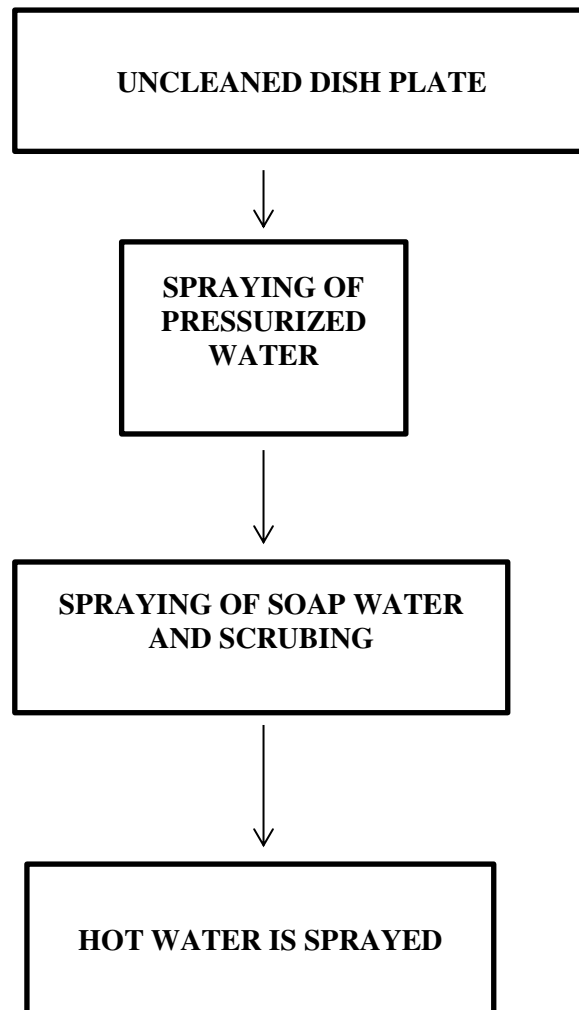 UNCLEANED DISH PLATE
SPRAYING OF
PRESSURIZED
WATER
SPRAYING OF SOAP WATER
AND SCRUBING
HOT WATER IS SPRAYED